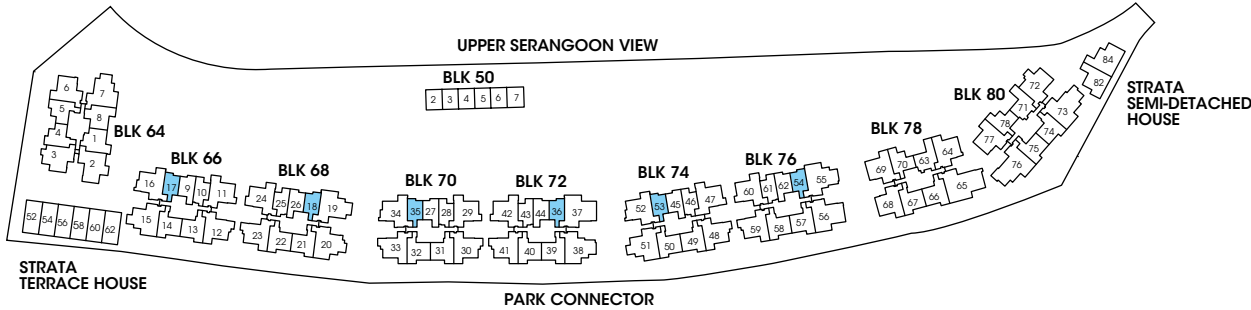 UPPER SERANGOON VIEW
BLK 50
2 3 4 5 6 7
BLK 64
6 7
5 8
4 1
3 2
BLK 66
16 17 9 10 11
15 14 13 12
BLK 68
24 25 26 18 19
23 22 21 20
BLK 70
34 35 27 28 29
33 32 31 30
BLK 72
42 43 44 36 37
41 40 39 38
BLK 74
52 53 45 46 47
51 50 49 48
BLK 76
60 61 62 54 55
59 58 57 56
BLK 78
69 70 63 64
68 67 66 65
BLK 80
72
71 73
78 74
77 75
76
84
82
STRATA
SEMI-DETACHED
HOUSE
52 54 56 58 60 62
STRATA
TERRACE HOUSE
PARK CONNECTOR